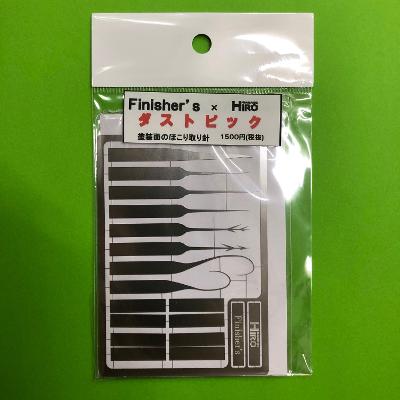 Finisher's × HIRO
ダストピック
塗装面のほこり取り針 1500円(税抜)
HIRO
Finisher's